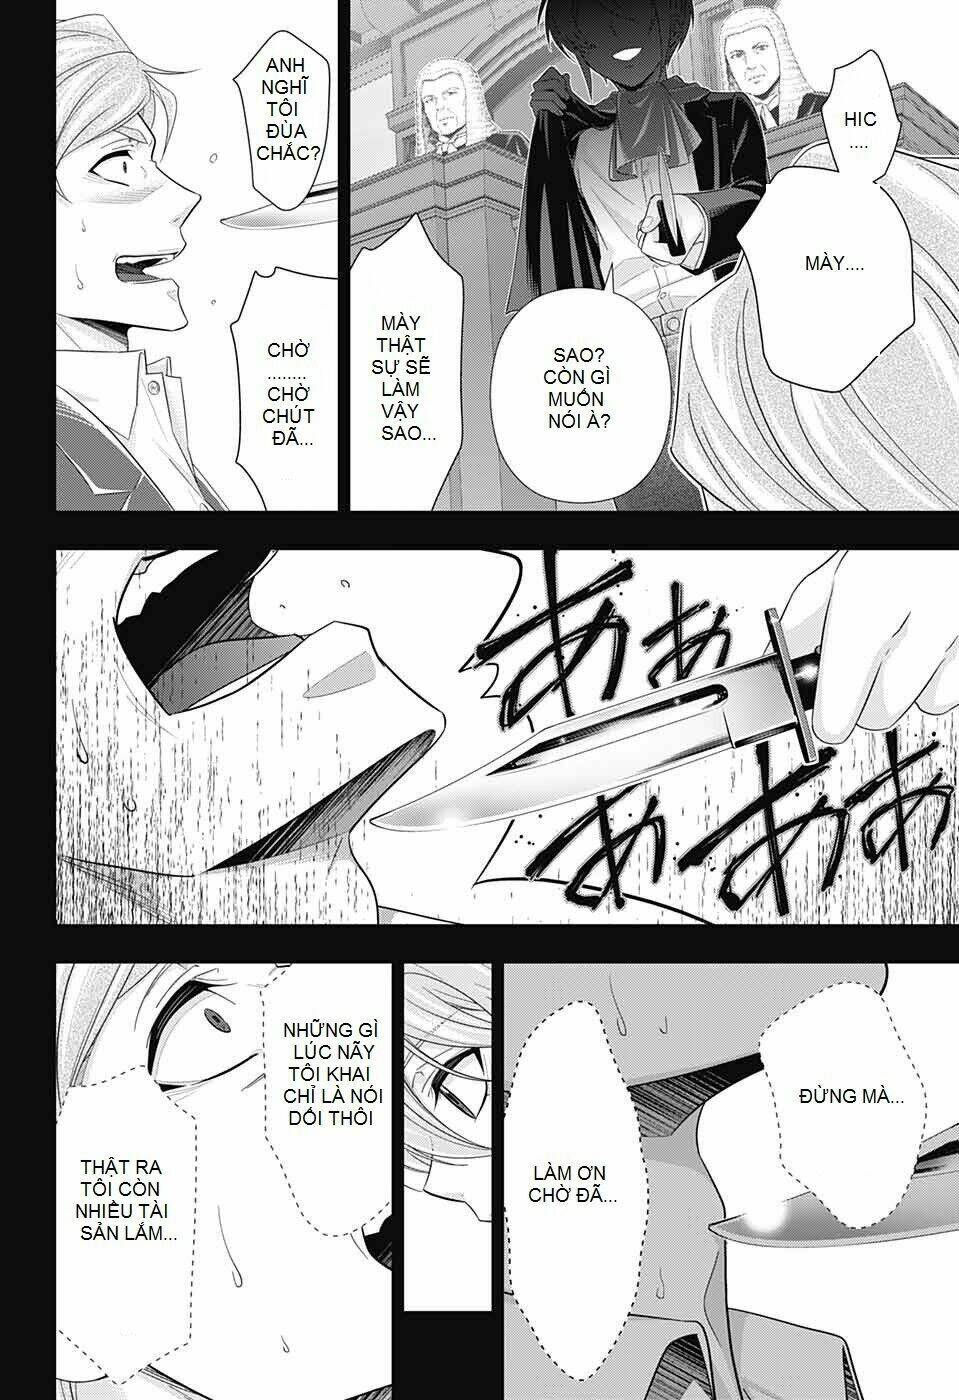 HIC
....
MÀY....
SAO?
CÒN GÌ
MUỐN
NÓI À?
MÀY
THẬT
SỰ SẼ
LÀM
VẬY
SAO...
ANH
NGHĨ
TÔI
ĐÙA
CHẮC?
CHỜ
........
CHỜ
CHÚT
ĐÃ...
ああぁ
あああぁ
ĐỪNG MÀ...
LÀM ƠN
CHỜ ĐÃ...
NHỮNG GÌ
LÚC NÃY
TÔI KHAI
CHỈ LÀ NÓI
DỐI THÔI
THẬT RA
TÔI CÒN
NHIỀU TÀI
SẢN LẮM...